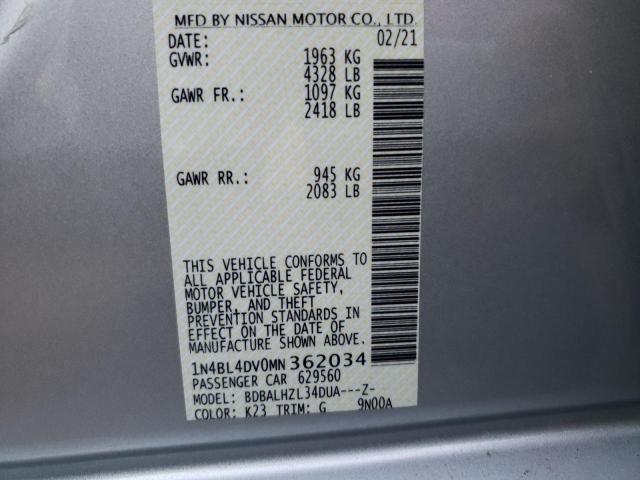 MFD BY NISSAN MOTOR CO., LTD.
DATE: 02/21
GVWR: 1963 KG
4328 LB
GAWR FR.: 1097 KG
2418 LB
GAWR RR.: 945 KG
2083 LB
THIS VEHICLE CONFORMS TO
ALL APPLICABLE FEDERAL
MOTOR VEHICLE SAFETY,
BUMPER, AND THEFT
PREVENTION STANDARDS IN
EFFECT ON THE DATE OF
MANUFACTURE SHOWN ABOVE.
1N4BL4DV0MN362034
PASSENGER CAR 629560
MODEL: BDBALHZL34DUA---Z-
COLOR: K23 TRIM: G 9N00A